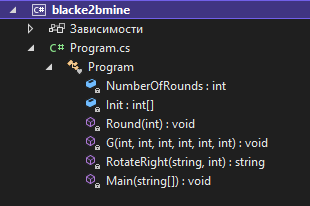 C# blacke2bmine
Зависимости
C# Program.cs
Program
NumberOfRounds : int
Init : int[]
Round(int) : void
G(int, int, int, int, int, int) : void
RotateRight(string, int) : string
Main(string[]) : void